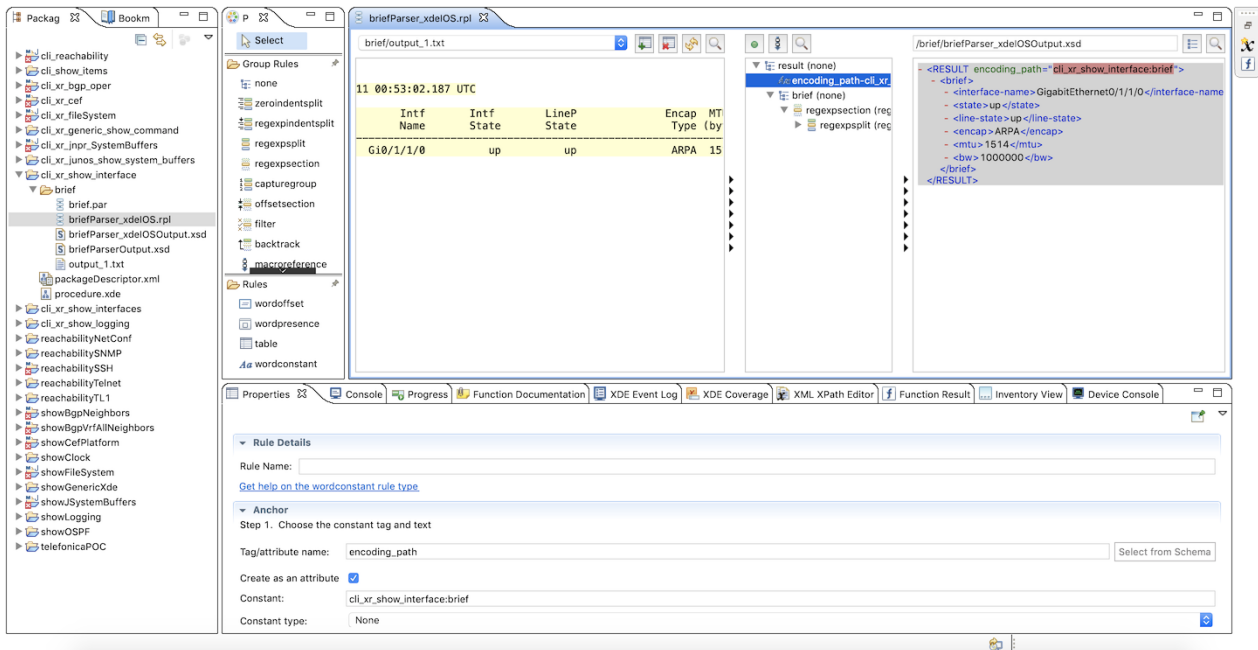 Packag
Bookm
cli_reachability
cli_show_items
cli_xr_bgp_oper
cli_xr_cef
cli_xr_fileSystem
cli_xr_generic_show_command
cli_xr_jnpr_SystemBuffers
cli_xr_junos_show_system_buffers
cli_xr_show_interface
brief
brief.par
briefParser_xdeIOS.rpl
briefParser_xdeIOSOutput.xsd
briefParserOutput.xsd
output_1.txt
packageDescriptor.xml
procedure.xde
cli_xr_show_interfaces
cli_xr_show_logging
reachabilityNetConf
reachabilitySNMP
reachabilitySSH
reachabilityTelnet
reachabilityTL1
showBgpNeighbors
showBgpVrfAllNeighbors
showCefPlatform
showClock
showFileSystem
showGenericXde
showJSystemBuffers
showLogging
showOSPF
telefonicaPOC
P
Select
Group Rules
none
zeroindentsplit
regexpindentsplit
regexpsplit
regexpsection
capturegroup
offsetsection
filter
backtrack
macroreference
Rules
wordoffset
wordpresence
table
Aa wordconstant
briefParser_xdeIOS.rpl
brief/output_1.txt
11 00:53:02.187 UTC
Intf Intf LineP Encap MT
Name State State Type (by
Gi0/1/1/0 up up ARPA 15
result (none)
encoding_path-cli_xr_
brief (none)
regexpsection (reg
regexpsplit (reg
/brief/briefParser_xdeIOSOutput.xsd
- <RESULT encoding_path="cli_xr_show_interface:brief">
- <brief>
- <interface-name>GigabitEthernet0/1/1/0</interface-name
- <state>up</state>
- <line-state>up</line-state>
- <encap>ARPA</encap>
- <mtu>1514</mtu>
- <bw>1000000</bw>
</brief>
</RESULT>
Properties
Console
Progress
Function Documentation
XDE Event Log
XDE Coverage
XML XPath Editor
Function Result
Inventory View
Device Console
Rule Details
Rule Name:
Get help on the wordconstant rule type
Anchor
Step 1. Choose the constant tag and text
Tag/attribute name: encoding_path Select from Schema
Create as an attribute
Constant: cli_xr_show_interface:brief
Constant type: None